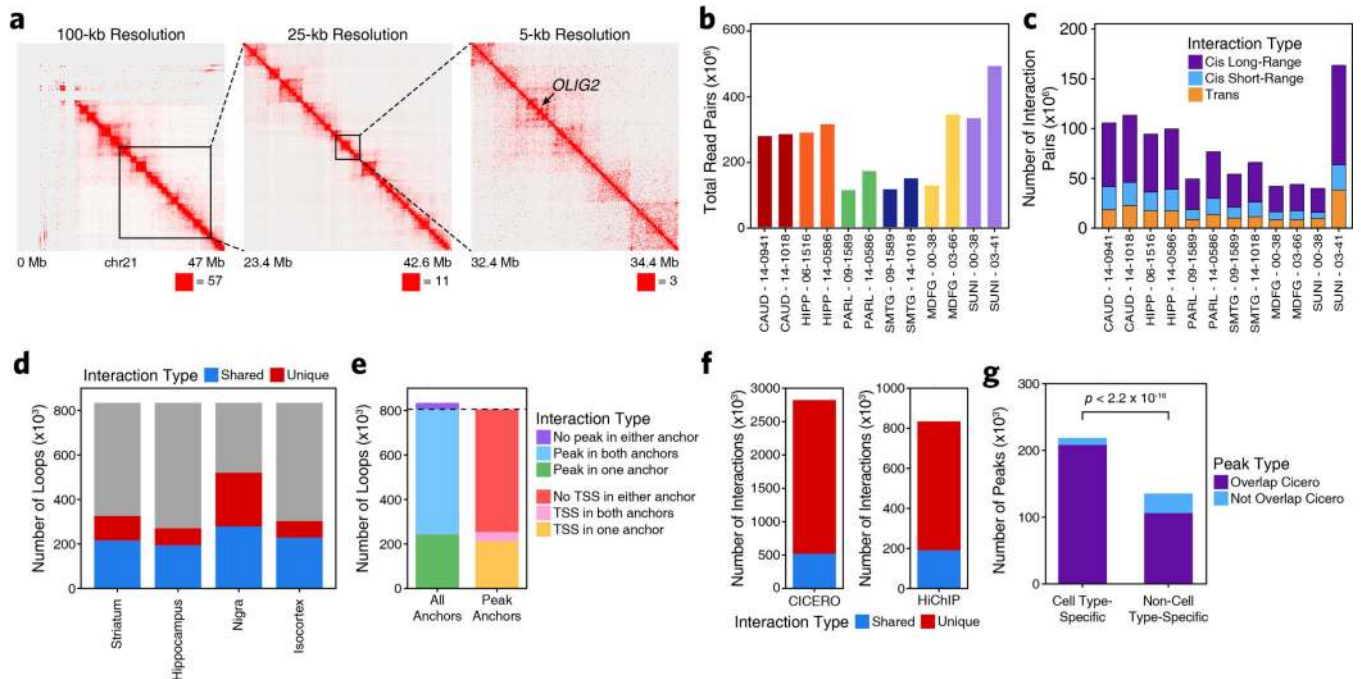 a
100-kb Resolution
25-kb Resolution
5-kb Resolution
OLIG2
0 Mb
chr21
47 Mb
23.4 Mb
42.6 Mb
32.4 Mb
34.4 Mb
= 57
= 11
= 3
b
Total Read Pairs (x10⁶)
600
400
200
0
CAUD - 14-0941
CAUD - 14-1018
HIPP - 06-1516
HIPP - 14-0586
PARL - 09-1589
PARL - 14-0586
SMTG - 09-1589
SMTG - 14-1018
MDFG - 00-38
MDFG - 03-66
SUNI - 00-38
SUNI - 03-41
c
Number of Interaction
Pairs (x10⁶)
200
150
100
50
0
Interaction Type
Cis Long-Range
Cis Short-Range
Trans
CAUD - 14-0941
CAUD - 14-1018
HIPP - 06-1516
HIPP - 14-0586
PARL - 09-1589
PARL - 14-0586
SMTG - 09-1589
SMTG - 14-1018
MDFG - 00-38
MDFG - 03-66
SUNI - 00-38
SUNI - 03-41
d
Interaction Type
Shared
Unique
Number of Loops (x10³)
800
600
400
200
0
Striatum
Hippocampus
Nigra
Isocortex
e
Number of Loops (x10³)
800
600
400
200
0
All
Anchors
Peak
Anchors
Interaction Type
No peak in either anchor
Peak in both anchors
Peak in one anchor
No TSS in either anchor
TSS in both anchors
TSS in one anchor
f
Number of Interactions (x10³)
3000
2500
2000
1500
1000
500
0
CICERO
Number of Interactions (x10³)
1000
800
600
400
200
0
HiChIP
Interaction Type
Shared
Unique
g
Number of Peaks (x10³)
300
200
100
0
p < 2.2 x 10⁻¹⁶
Cell Type-
Specific
Non-Cell
Type-Specific
Peak Type
Overlap Cicero
Not Overlap Cicero